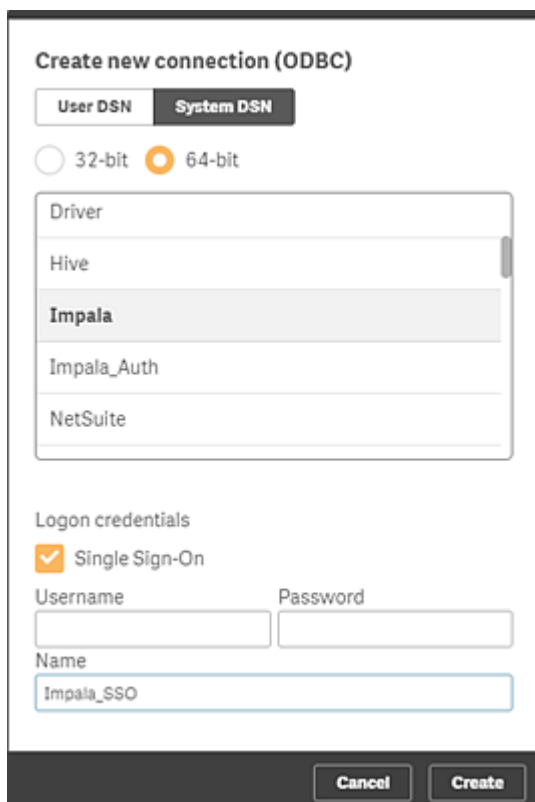 Create new connection (ODBC)
User DSN System DSN
32-bit 64-bit
Driver
Hive
Impala
Impala_Auth
NetSuite
Logon credentials
Single Sign-On
Username Password
Name
Impala_SSO
Cancel Create